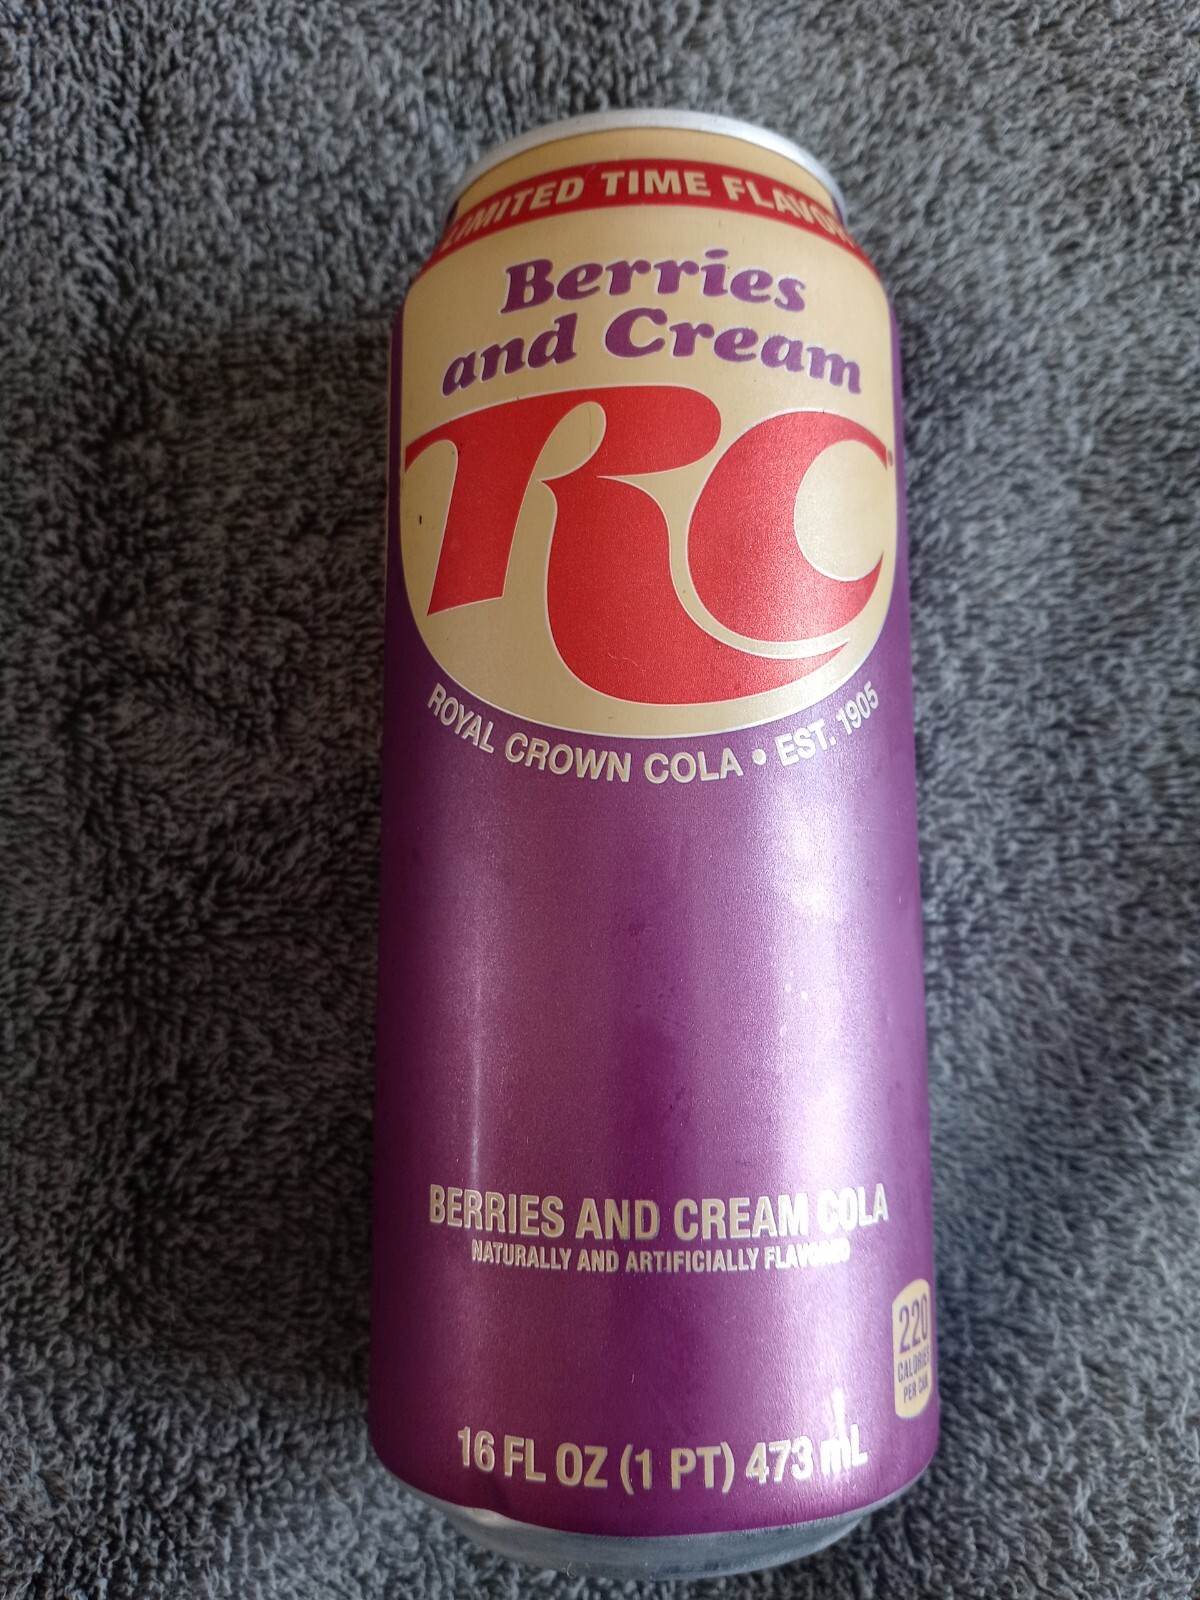 LIMITED TIME FLAVOR
Berries
and Cream
RC
ROYAL CROWN COLA • EST. 1905
BERRIES AND CREAM COLA
NATURALLY AND ARTIFICIALLY FLAVORED
220
CALORIES
PER CAN
16 FL OZ (1 PT) 473 mL